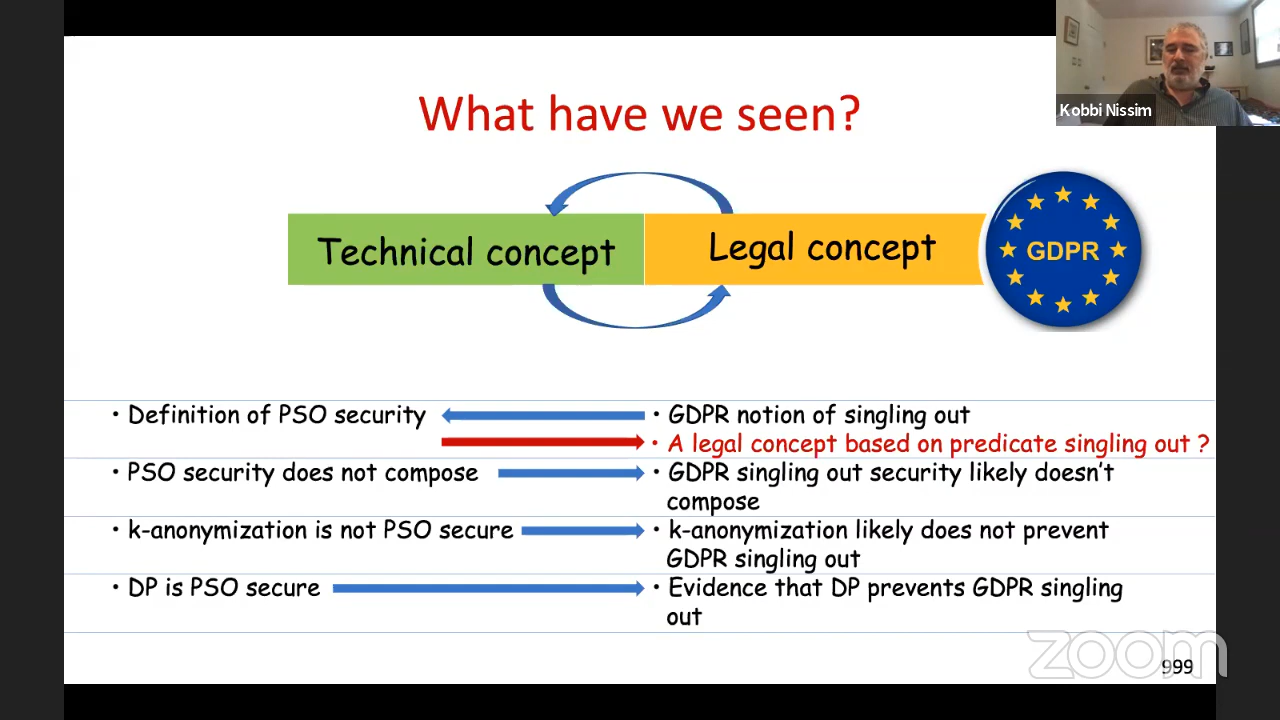 Kobbi Nissim
What have we seen?
Technical concept
Legal concept
GDPR
• Definition of PSO security
• GDPR notion of singling out
• A legal concept based on predicate singling out ?
• PSO security does not compose
• GDPR singling out security likely doesn't
compose
• k-anonymization is not PSO secure
• k-anonymization likely does not prevent
GDPR singling out
• DP is PSO secure
• Evidence that DP prevents GDPR singling
out
zoom
999